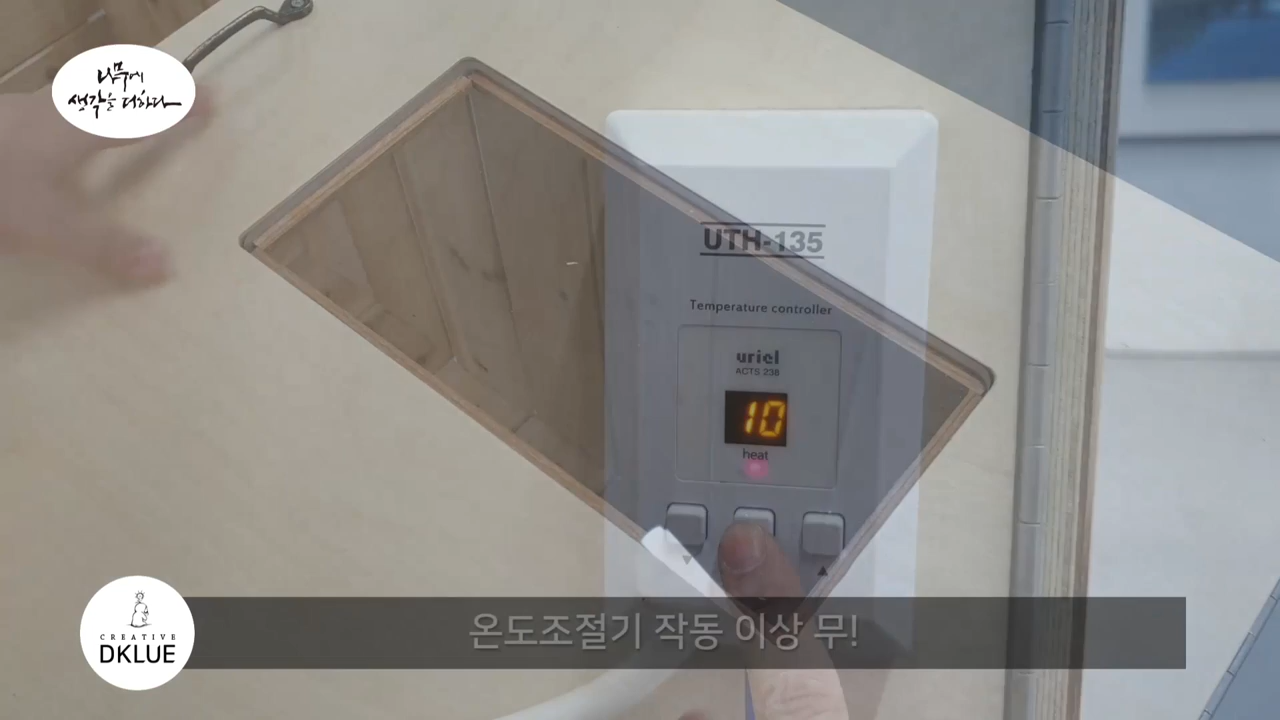 나무에
생각을 더하다
UTH-135
Temperature controller
uriel
ACTS 238
10
heat
▼
▲
온도조절기 작동 이상 무!
CREATIVE
DKLUE